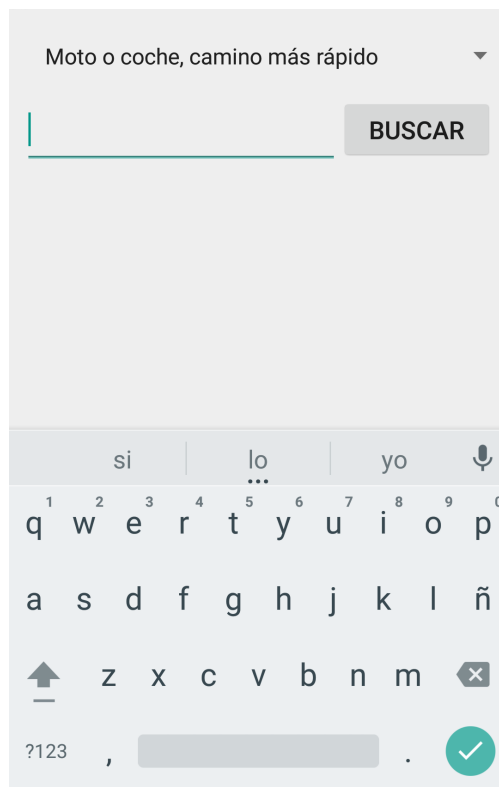 Moto o coche, camino más rápido
BUSCAR
si lo yo
1 2 3 4 5 6 7 8 9 0
q w e r t y u i o p
a s d f g h j k l ñ
z x c v b n m
?123 , .